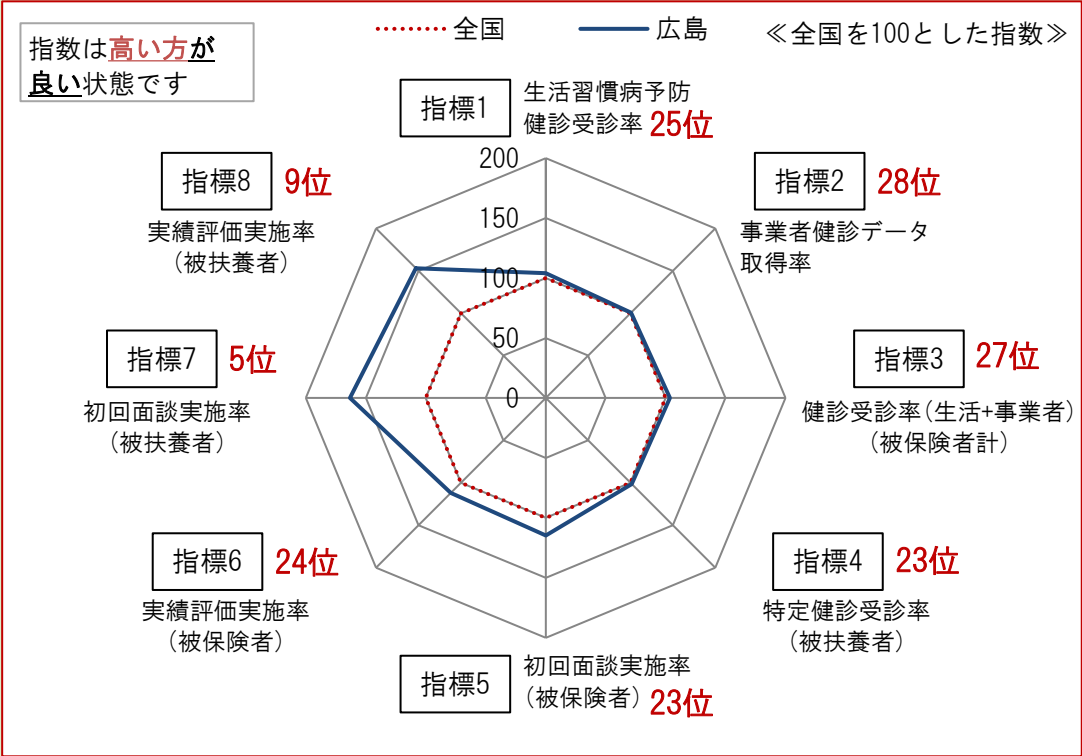 指数は高い方が
良い状態です
全国
広島
≪全国を100とした指数≫
指標1
生活習慣病予防
健診受診率 25位
指標2 28位
事業者健診データ
取得率
指標3 27位
健診受診率(生活+事業者)
(被保険者計)
指標4 23位
特定健診受診率
(被扶養者)
指標5
初回面談実施率
(被保険者) 23位
指標6 24位
実績評価実施率
(被保険者)
指標7 5位
初回面談実施率
(被扶養者)
指標8 9位
実績評価実施率
(被扶養者)
200
150
100
50
0